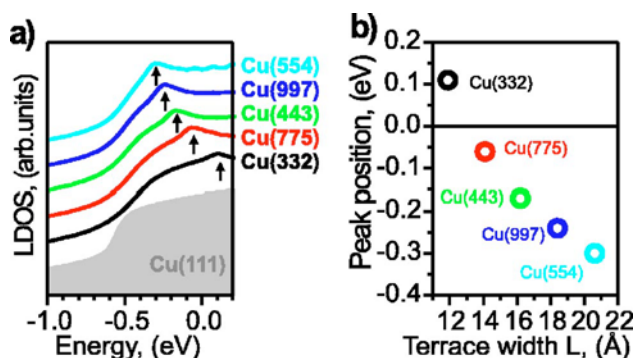 a)
LDOS, (arb.units)
Cu(554)
Cu(997)
Cu(443)
Cu(775)
Cu(332)
Cu(111)
-1.0 -0.5 0.0
Energy, (eV)
b)
Peak position, (eV)
0.2
0.1
0.0
-0.1
-0.2
-0.3
-0.4
Cu(332)
Cu(775)
Cu(443)
Cu(997)
Cu(554)
12 14 16 18 20 22
Terrace width L, (Å)